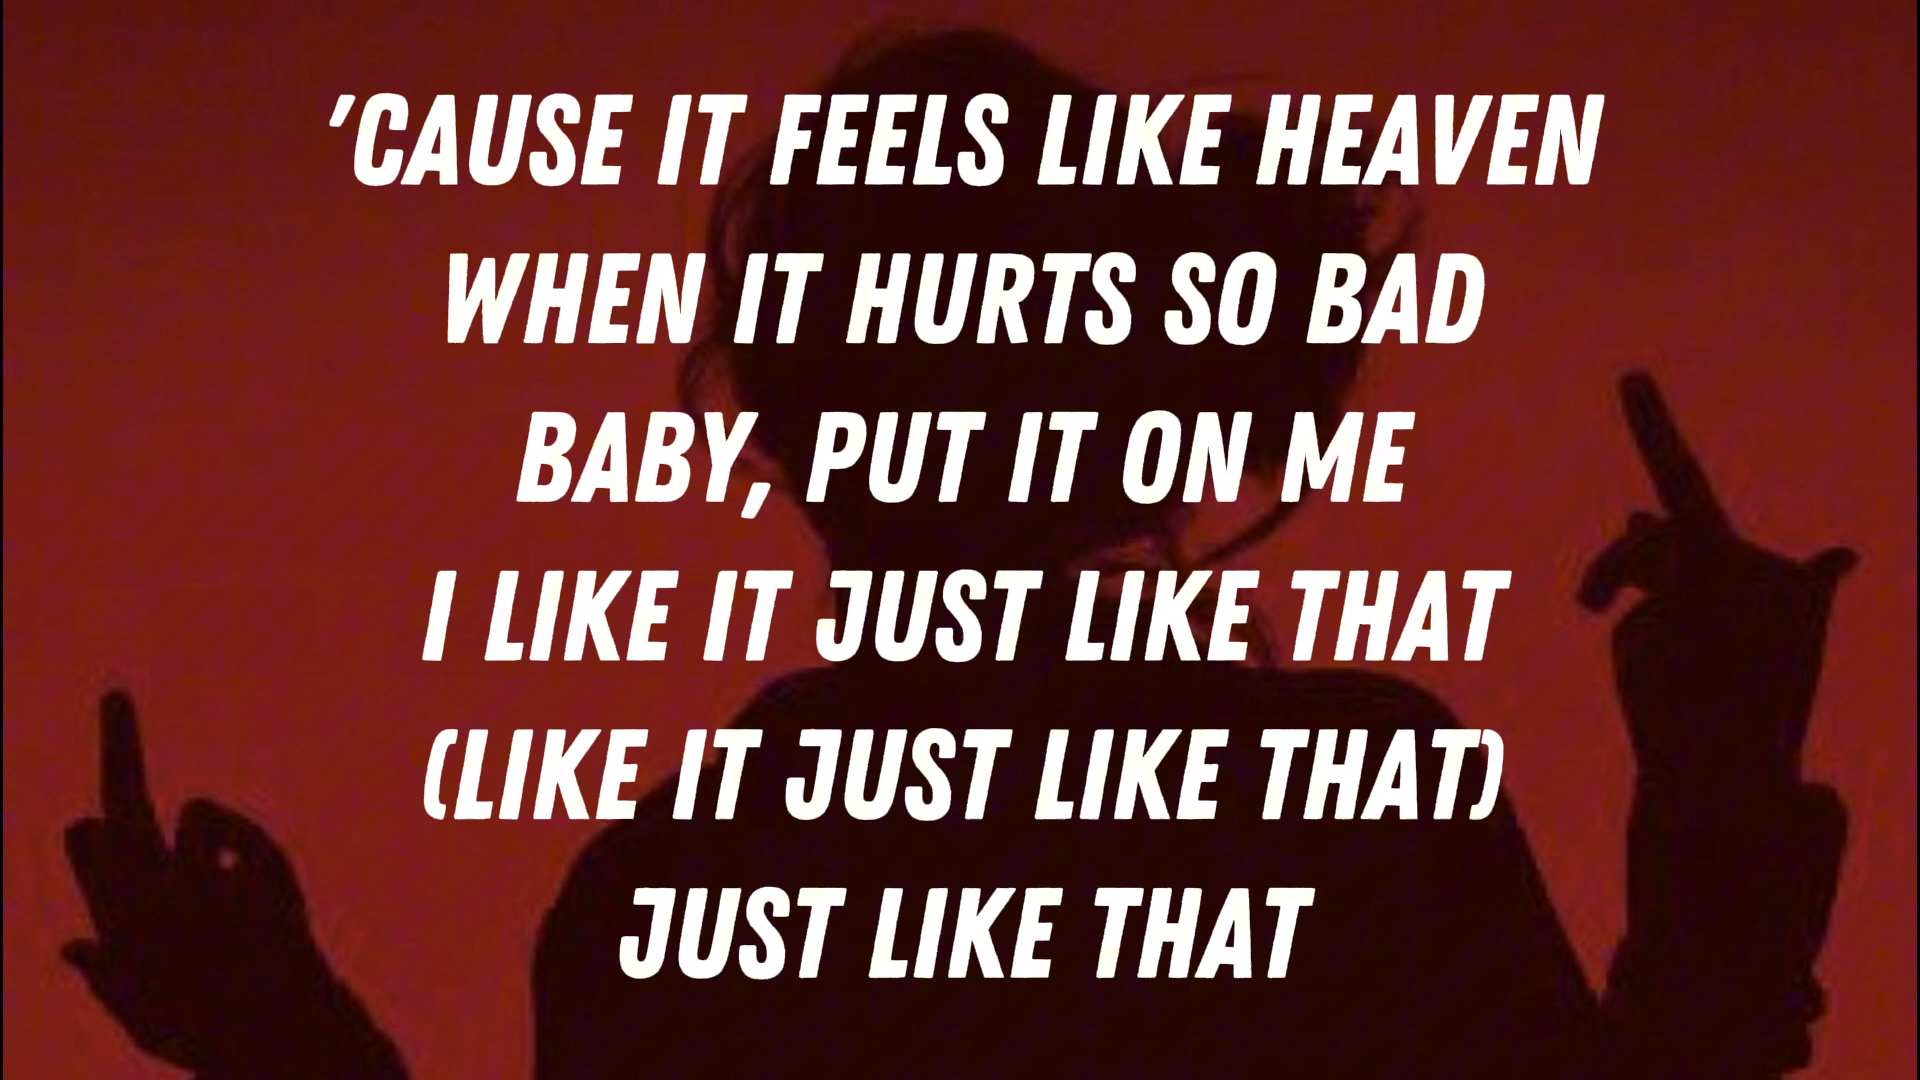 'CAUSE IT FEELS LIKE HEAVEN
WHEN IT HURTS SO BAD
BABY, PUT IT ON ME
I LIKE IT JUST LIKE THAT
(LIKE IT JUST LIKE THAT)
JUST LIKE THAT